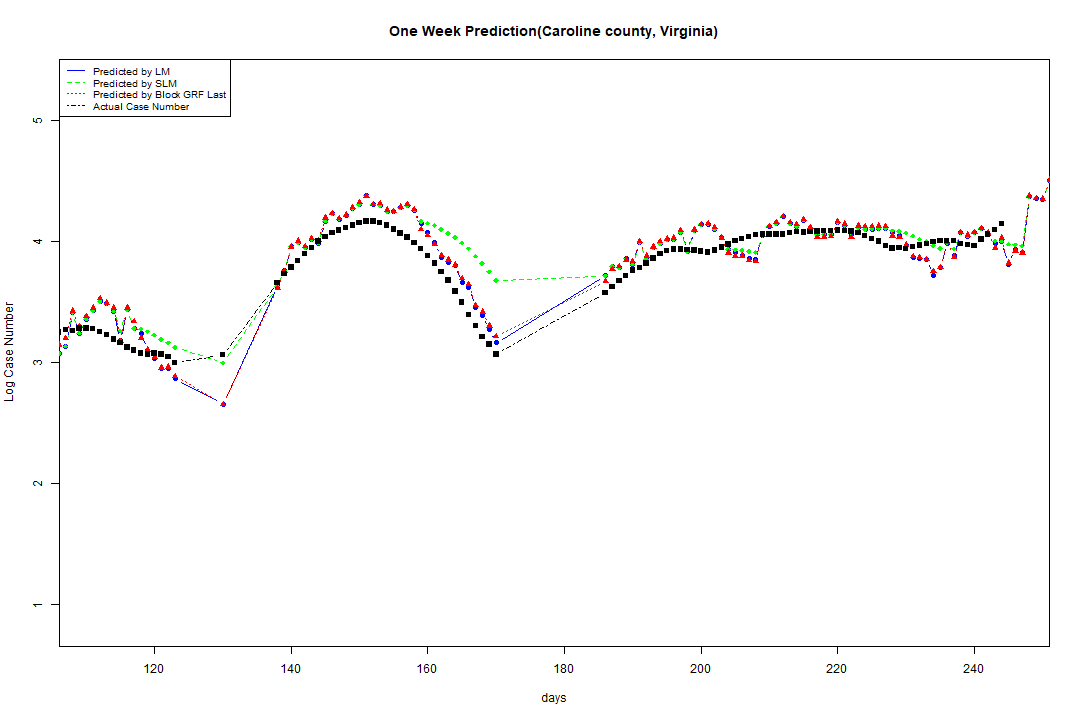 One Week Prediction(Caroline county, Virginia)
Predicted by LM
Predicted by SLM
Predicted by Block GRF Last
Actual Case Number
5
4
3
2
1
Log Case Number
120 140 160 180 200 220 240
days